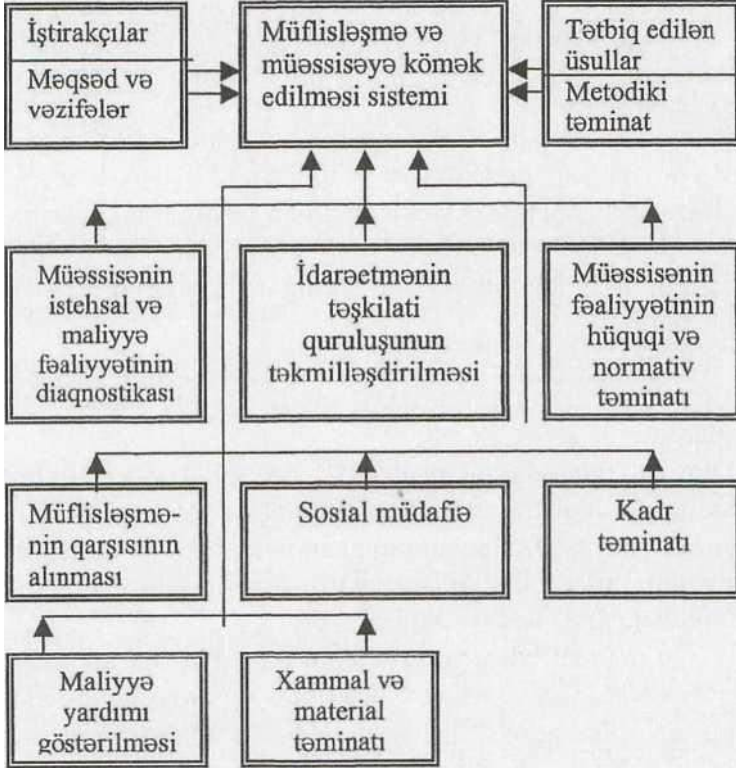 İştirakçılar
Məqsəd və
vəzifələr
Müflisləşmə və
müəssisəyə kömək
edilməsi sistemi
Tətbiq edilən
üsullar
Metodiki
təminat
Müəssisənin
istehsal və
maliyyə
fəaliyyətinin
diaqnostikası
İdarəetmənin
təşkilati
quruluşunun
təkmilləşdirilməsi
Müəssisənin
fəaliyyətinin
hüquqi və
normativ
təminatı
Müflisləşmə-
nin qarşısının
alınması
Sosial müdafiə
Kadr
təminatı
Maliyyə
yardımı
göstərilməsi
Xammal və
material
təminatı